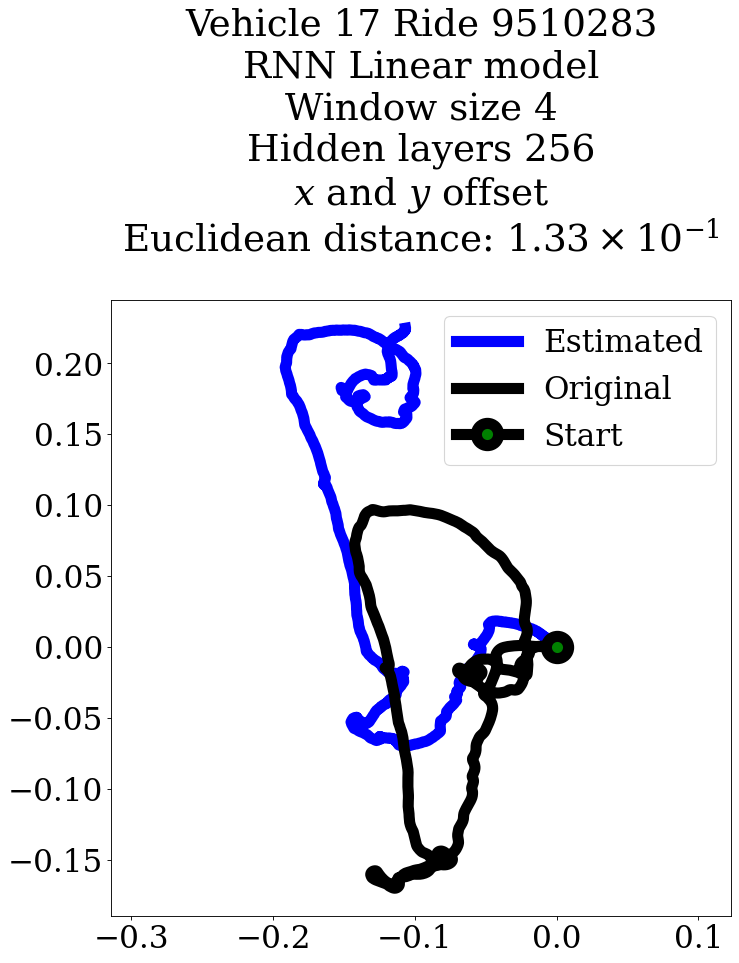 Vehicle 17 Ride 9510283
RNN Linear model
Window size 4
Hidden layers 256
x and y offset
Euclidean distance: 1.33 × 10⁻¹
Estimated
Original
Start
0.20
0.15
0.10
0.05
0.00
−0.05
−0.10
−0.15
−0.3 −0.2 −0.1 0.0 0.1